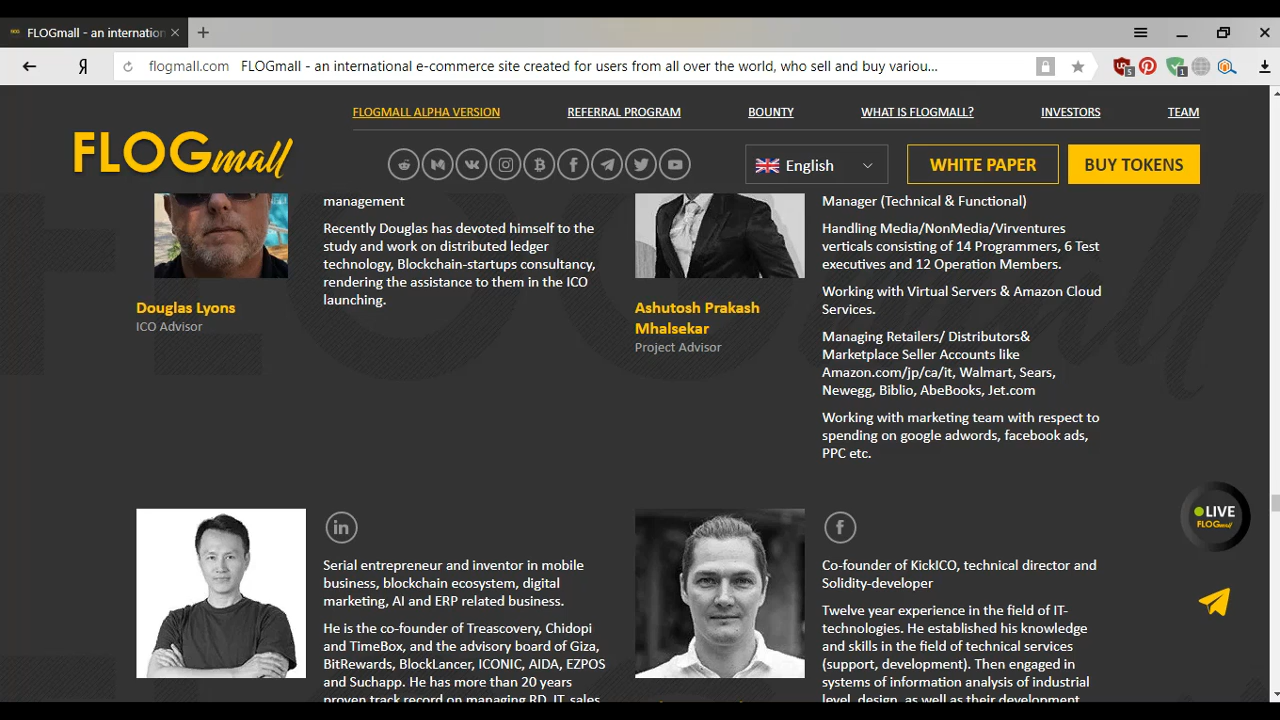 FLOGmall - an internation
flogmall.com FLOGmall - an international e-commerce site created for users from all over the world, who sell and buy variou...
5
1
FLOGMALL ALPHA VERSION
REFERRAL PROGRAM
BOUNTY
WHAT IS FLOGMALL?
INVESTORS
TEAM
FLOGmall
English
WHITE PAPER
BUY TOKENS
management
Recently Douglas has devoted himself to the
study and work on distributed ledger
technology, Blockchain-startups consultancy,
rendering the assistance to them in the ICO
launching.
Douglas Lyons
ICO Advisor
Manager (Technical & Functional)
Handling Media/NonMedia/Virventures
verticals consisting of 14 Programmers, 6 Test
executives and 12 Operation Members.
Working with Virtual Servers & Amazon Cloud
Services.
Managing Retailers/ Distributors&
Marketplace Seller Accounts like
Amazon.com/jp/ca/it, Walmart, Sears,
Newegg, Biblio, AbeBooks, Jet.com
Working with marketing team with respect to
spending on google adwords, facebook ads,
PPC etc.
Ashutosh Prakash
Mhalsekar
Project Advisor
LIVE
FLOGmall
in
Serial entrepreneur and inventor in mobile
business, blockchain ecosystem, digital
marketing, AI and ERP related business.
He is the co-founder of Treascovery, Chidopi
and TimeBox, and the advisory board of Giza,
BitRewards, BlockLancer, ICONIC, AIDA, EZPOS
and Suchapp. He has more than 20 years
proven track record on managing RD, IT, sales
Co-founder of KickICO, technical director and
Solidity-developer
Twelve year experience in the field of IT-
technologies. He established his knowledge
and skills in the field of technical services
(support, development). Then engaged in
systems of information analysis of industrial
level, design, as well as their development